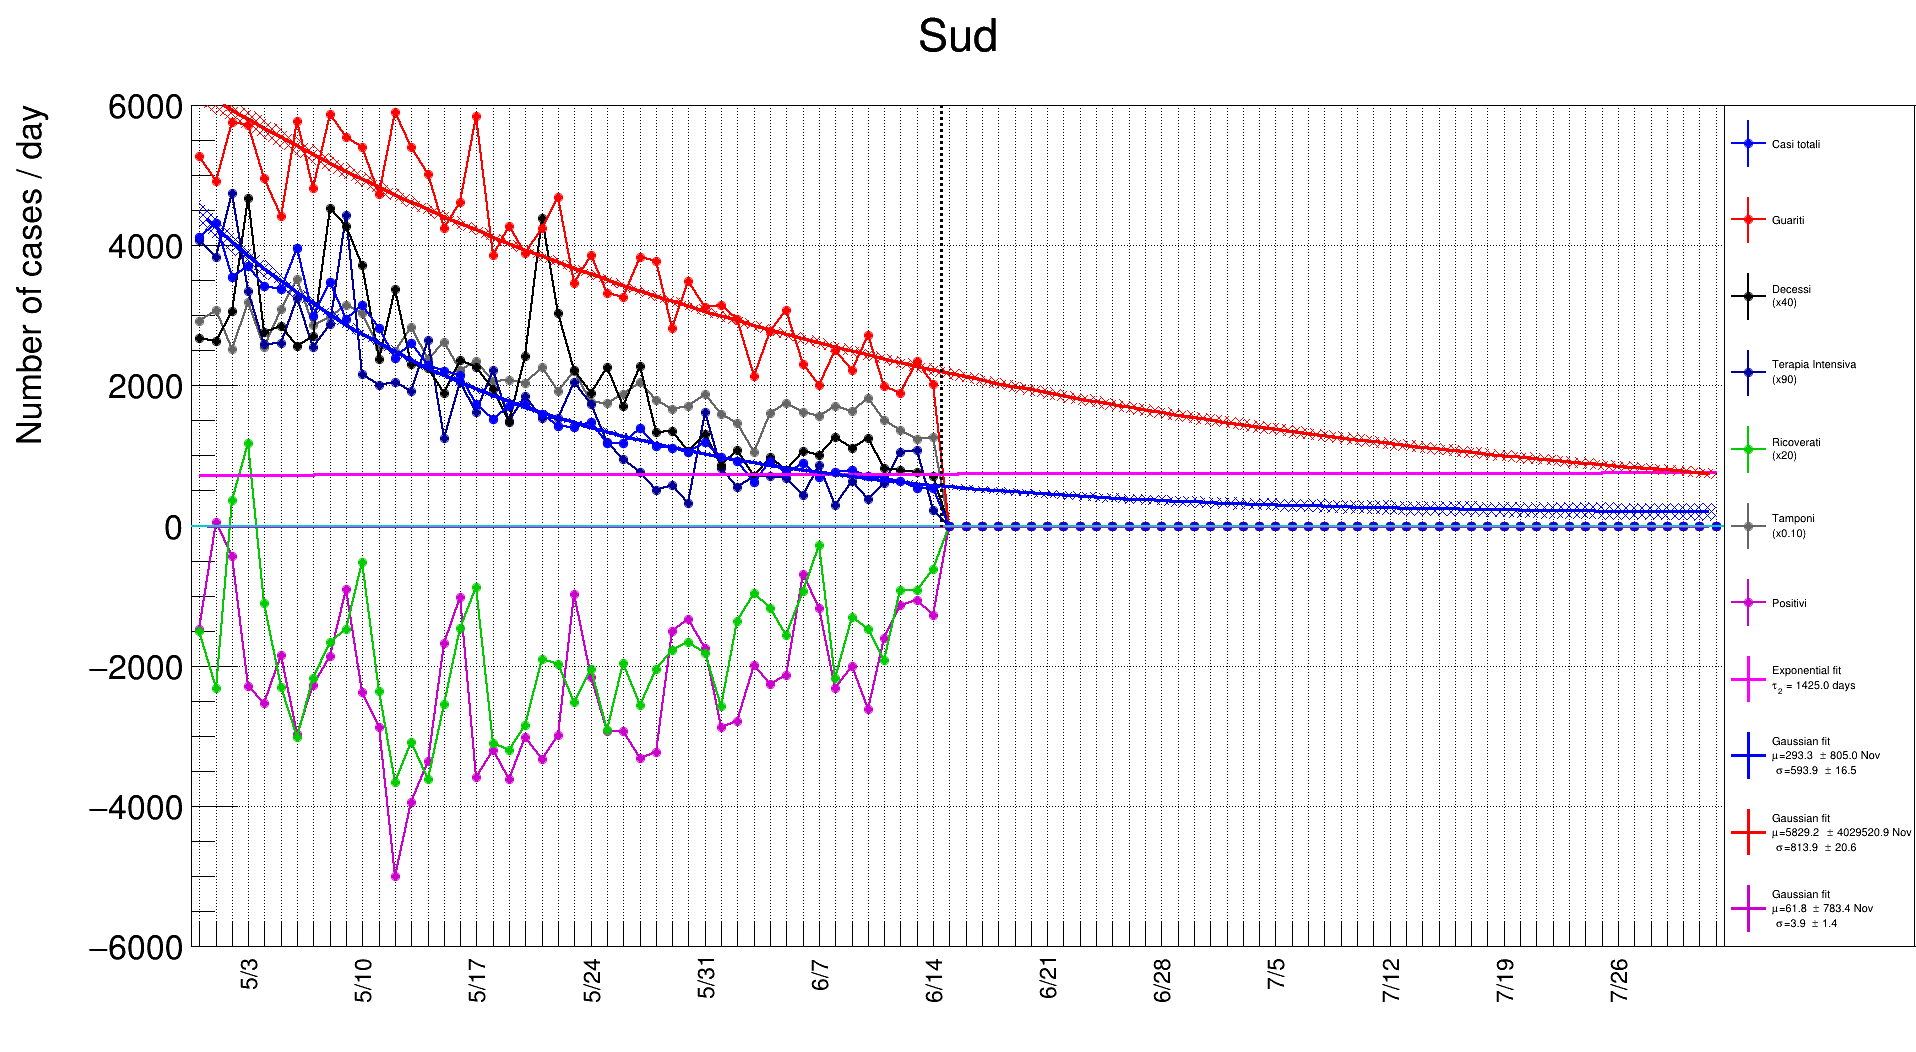 Sud
Number of cases / day
6000
4000
2000
0
−2000
−4000
−6000
5/3
5/10
5/17
5/24
5/31
6/7
6/14
6/21
6/28
7/5
7/12
7/19
7/26
Casi totali
Guariti
Decessi
(x40)
Terapia Intensiva
(x90)
Ricoverati
(x20)
Tamponi
(x0.10)
Positivi
Exponential fit
τ₂ = 1425.0 days
Gaussian fit
μ=293.3 ± 805.0 Nov
σ=593.9 ± 16.5
Gaussian fit
μ=5829.2 ± 4029520.9 Nov
σ=813.9 ± 20.6
Gaussian fit
μ=61.8 ± 783.4 Nov
σ=3.9 ± 1.4